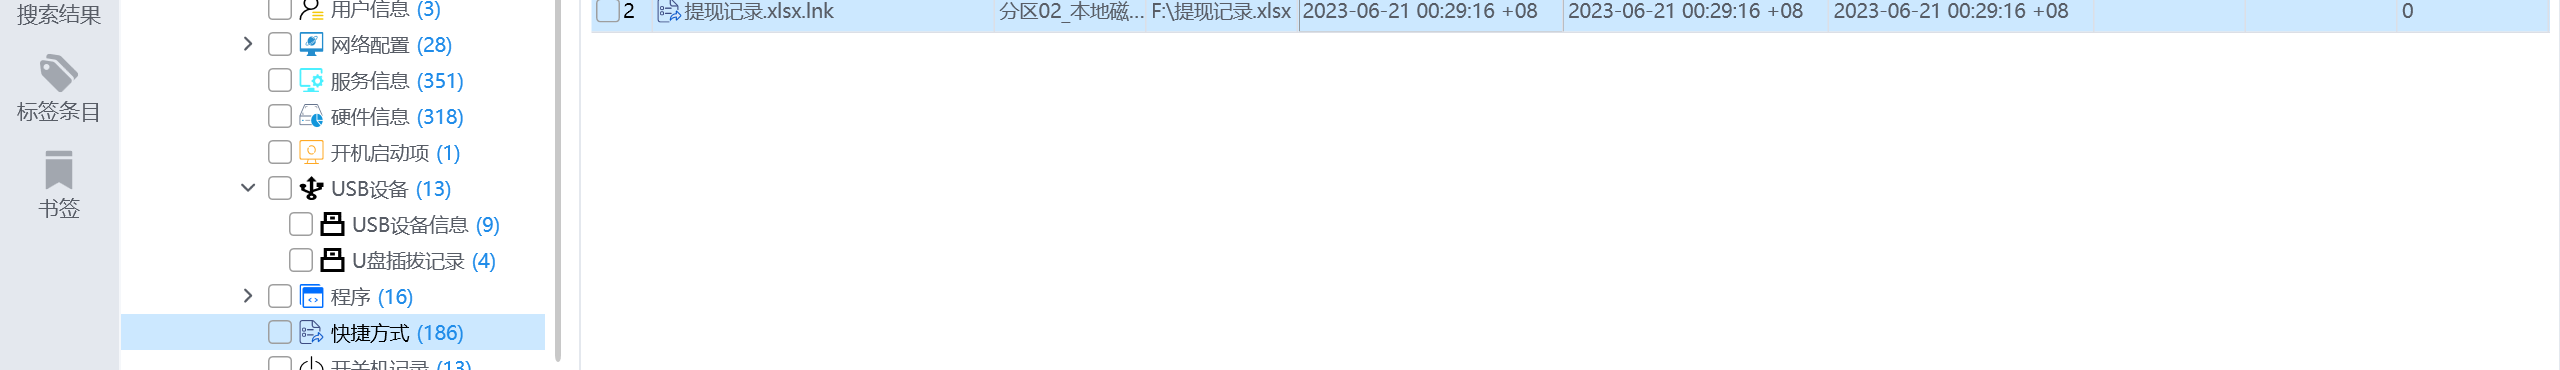 搜索结果
标签条目
书签
用户信息 (3)
网络配置 (28)
服务信息 (351)
硬件信息 (318)
开机启动项 (1)
USB设备 (13)
USB设备信息 (9)
U盘插拔记录 (4)
程序 (16)
快捷方式 (186)
开关机记录 (13)
2 提现记录.xlsx.lnk 分区02_本地磁... F:\提现记录.xlsx 2023-06-21 00:29:16 +08 2023-06-21 00:29:16 +08 2023-06-21 00:29:16 +08 0